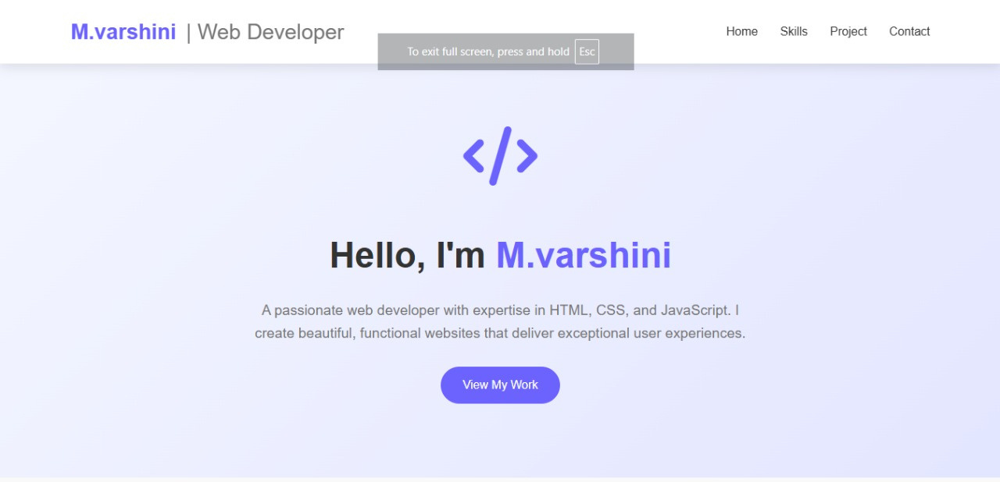 M.varshini | Web Developer
Home Skills Project Contact
To exit full screen, press and hold Esc
</>
Hello, I'm M.varshini
A passionate web developer with expertise in HTML, CSS, and JavaScript. I
create beautiful, functional websites that deliver exceptional user experiences.
View My Work